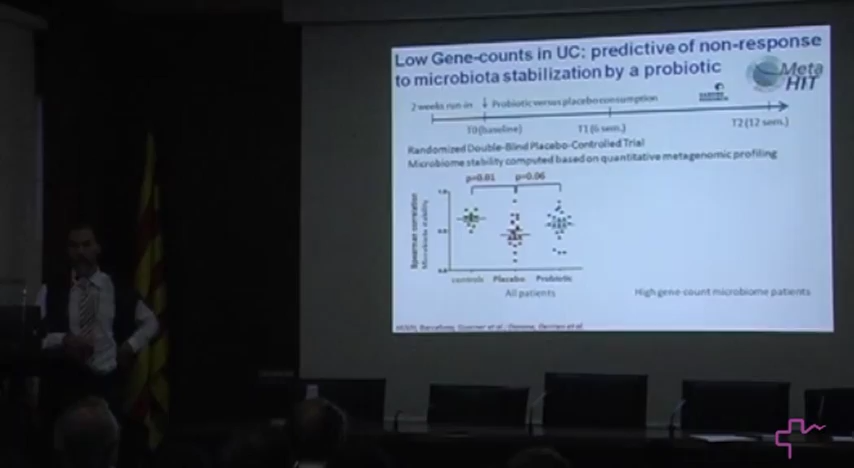 Low Gene-counts in UC: predictive of non-response
to microbiota stabilization by a probiotic
Meta
HIT
2 weeks run-in
Probiotic versus placebo consumption
T0 (baseline)
T1 (6 sem.)
T2 (12 sem.)
Randomized Double-Blind Placebo-Controlled Trial
Microbiome stability computed based on quantitative metagenomic profiling
p=0.01
p=0.06
Spearman correlation
Microbiota stability
controls
Placebo
Probiotic
All patients
High gene-count microbiome patients